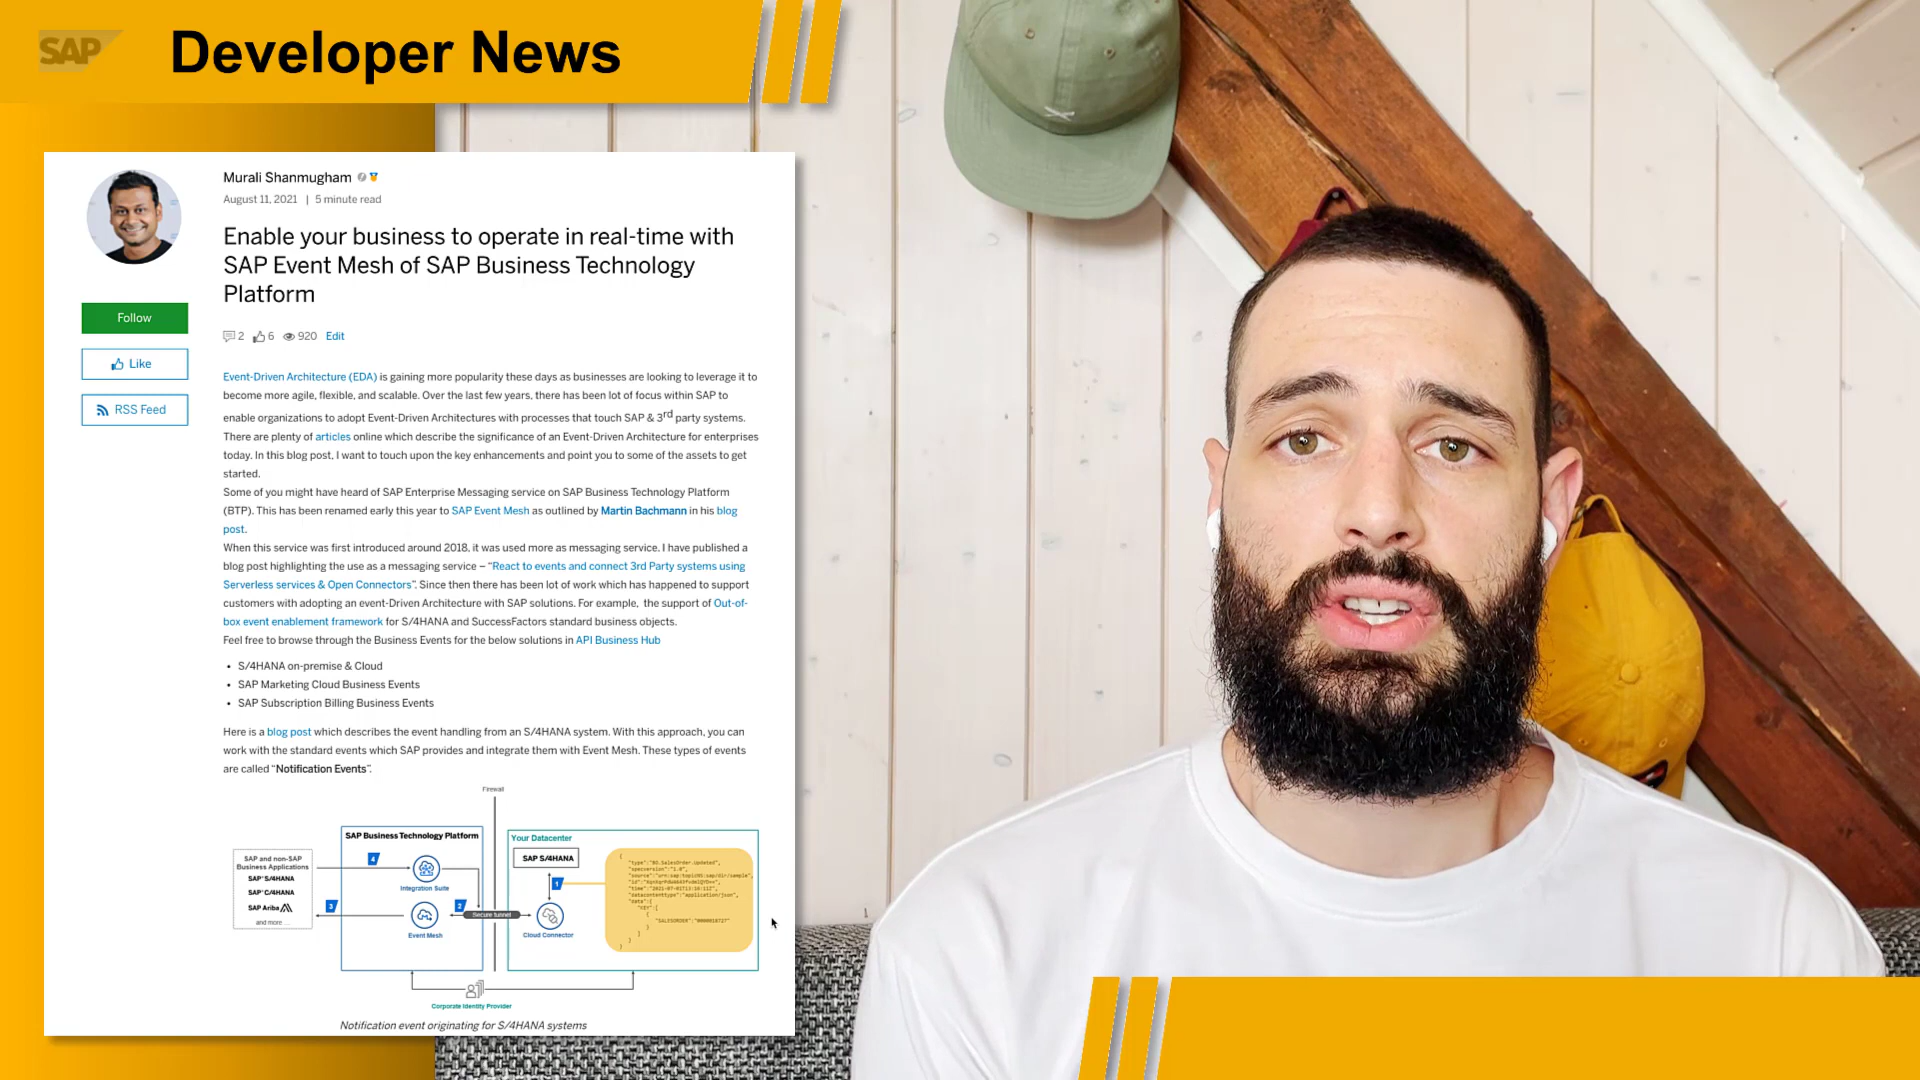 SAP
Developer News
Murali Shanmugham
August 11, 2021 | 5 minute read
Enable your business to operate in real-time with
SAP Event Mesh of SAP Business Technology
Platform
Follow
2 6 920 Edit
Like
RSS Feed
Event-Driven Architecture (EDA) is gaining more popularity these days as businesses are looking to leverage it to
become more agile, flexible, and scalable. Over the last few years, there has been lot of focus within SAP to
enable organizations to adopt Event-Driven Architectures with processes that touch SAP & 3rd party systems.
There are plenty of articles online which describe the significance of an Event-Driven Architecture for enterprises
today. In this blog post, I want to touch upon the key enhancements and point you to some of the assets to get
started.
Some of you might have heard of SAP Enterprise Messaging service on SAP Business Technology Platform
(BTP). This has been renamed early this year to SAP Event Mesh as outlined by Martin Bachmann in his blog
post.
When this service was first introduced around 2018, it was used more as messaging service. I have published a
blog post highlighting the use as a messaging service – “React to events and connect 3rd Party systems using
Serverless services & Open Connectors”. Since then there has been lot of work which has happened to support
customers with adopting an event-Driven Architecture with SAP solutions. For example, the support of Out-of-
box event enablement framework for S/4HANA and SuccessFactors standard business objects.
Feel free to browse through the Business Events for the below solutions in API Business Hub
• S/4HANA on-premise & Cloud
• SAP Marketing Cloud Business Events
• SAP Subscription Billing Business Events
Here is a blog post which describes the event handling from an S/4HANA system. With this approach, you can
work with the standard events which SAP provides and integrate them with Event Mesh. These types of events
are called “Notification Events”.
Firewall
SAP Business Technology Platform
Your Datacenter
SAP and non-SAP
Business Applications
SAP S/4HANA
SAP C/4HANA
SAP Ariba
and more ...
4
Integration Suite
3
2
Event Mesh
Secure tunnel
SAP S/4HANA
1
Cloud Connector
{
"type":"BO.SalesOrder.Updated",
"specversion":"1.0",
"datacontenttype":"application/json",
"data":{
"KEY":[
{
}
]
}
}
Corporate Identity Provider
Notification event originating for S/4HANA systems